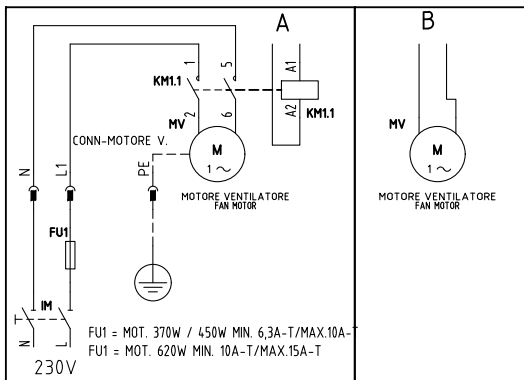 A
B
1
5
A1
KM1.1
A2
KM1.1
2
6
MV
MV
CONN-MOTORE V.
M
1 ~
M
1 ~
N
L1
PE
MOTORE VENTILATORE
FAN MOTOR
MOTORE VENTILATORE
FAN MOTOR
FU1
IM
N
L
FU1 = MOT. 370W / 450W MIN. 6,3A-T/MAX.10A-T
FU1 = MOT. 620W MIN. 10A-T/MAX.15A-T
230V